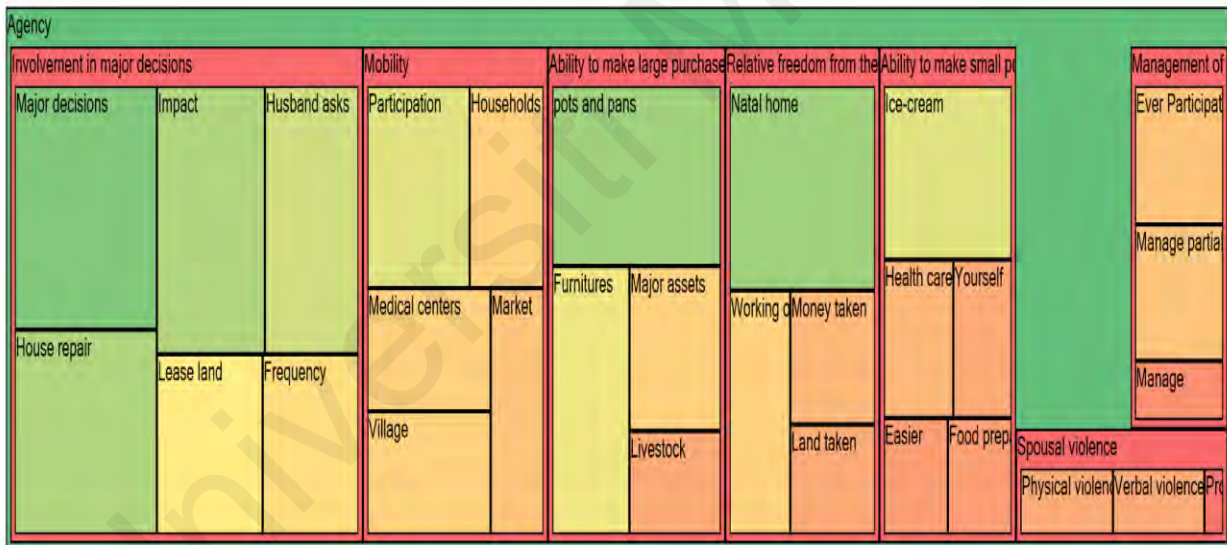 Agency
Involvement in major decisions
Major decisions
Impact
Husband asks
House repair
Lease land
Frequency
Mobility
Participation
Households
Medical centers
Market
Village
Ability to make large purchase
pots and pans
Furnitures
Major assets
Livestock
Relative freedom from the
Natal home
Working
Money taken
Land taken
Ability to make small
Ice-cream
Health care
Yourself
Easier
Food prep
Management of
Ever Participat
Manage partia
Manage
Spousal violence
Physical violen
Verbal violence
Pr
Universiti M